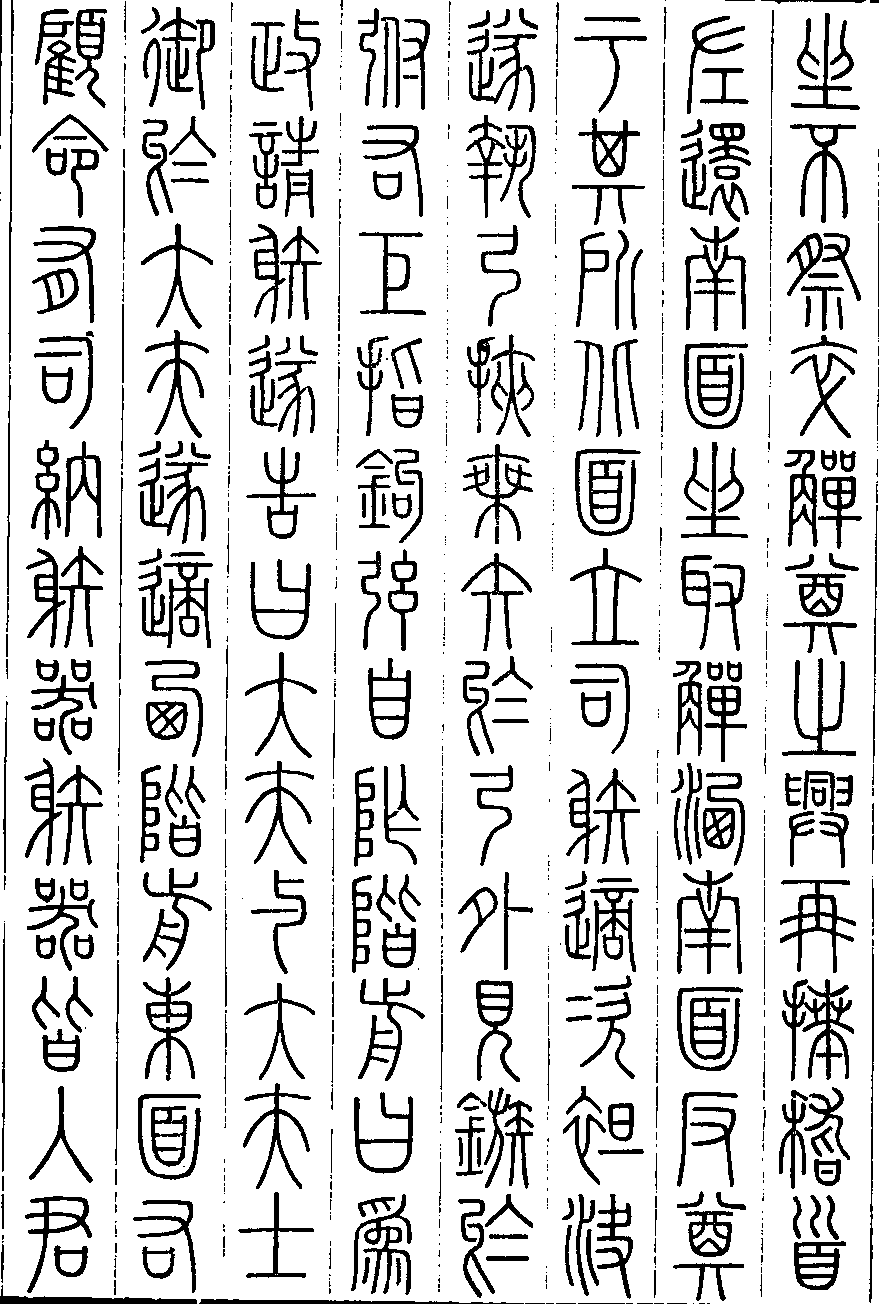 坐不祭卒觶奠之興再拜稽首
左還南面坐取觶洗南面反奠
于其所北面立司射適次袒決
遂執弓挾乘矢於弓外見鏃於
弣右巨指鉤弦自阼階前曰為
政請射遂告曰大夫與大夫士
御於大夫遂適西階前東面右
顧命有司納射器射器皆入君